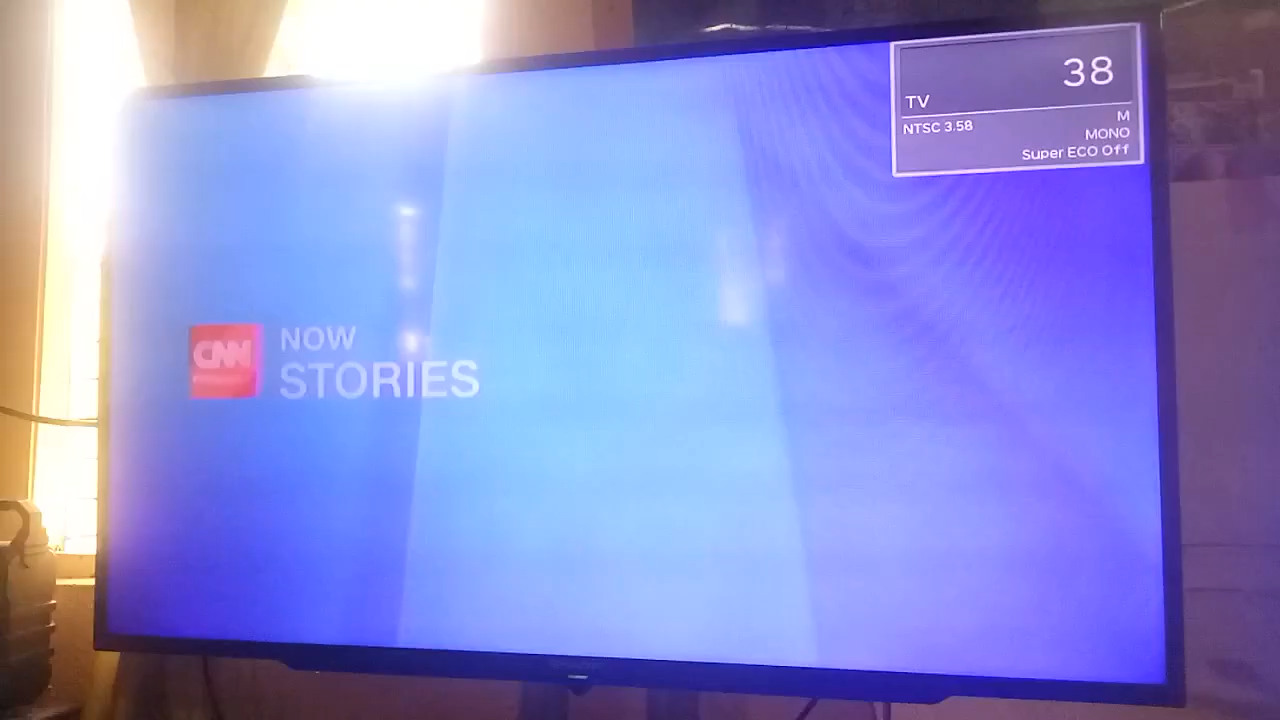 38
TV
NTSC 3.58
M
MONO
Super ECO Off
CNN
NOW
STORIES